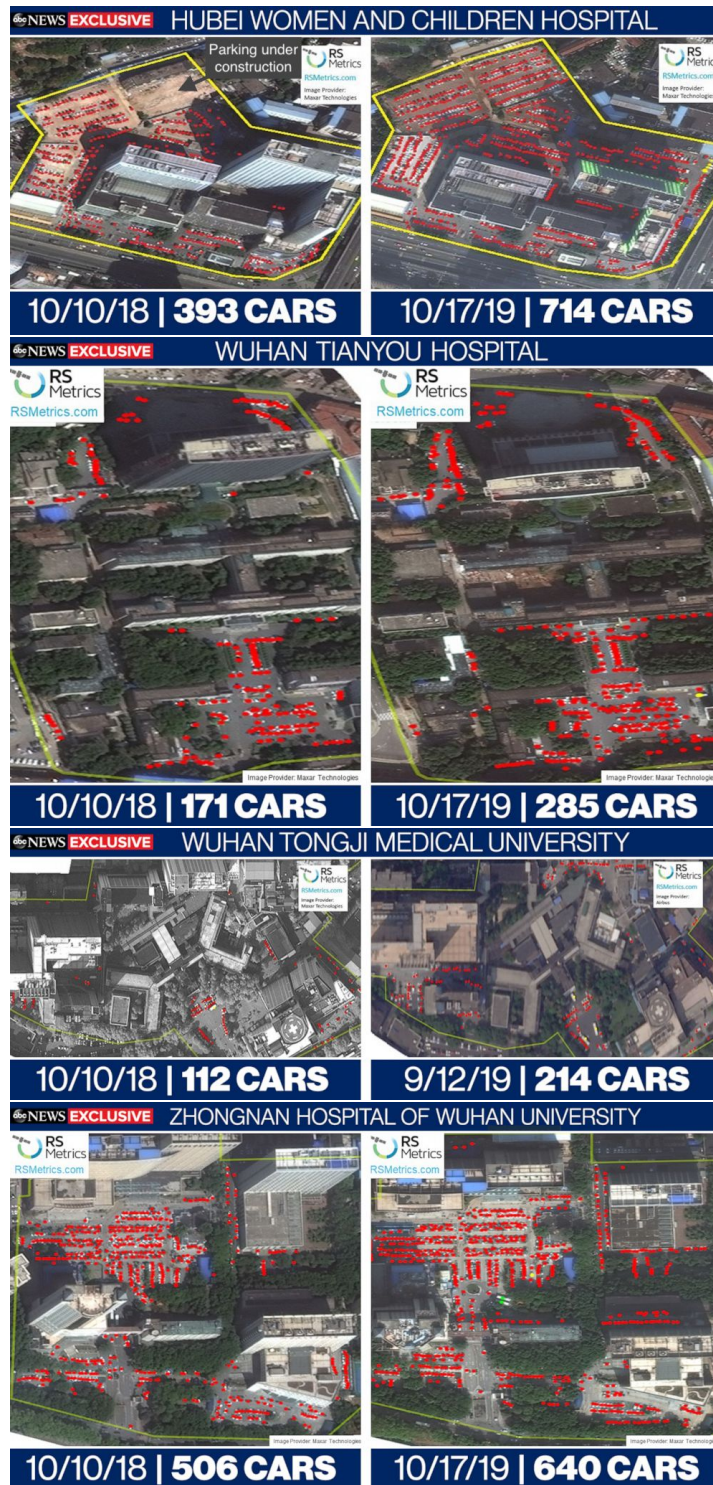 abc NEWS EXCLUSIVE HUBEI WOMEN AND CHILDREN HOSPITAL
Parking under
construction
RS
Metrics
RSMetrics.com
Image Provider:
Maxar Technologies
RS
Metrics
RSMetrics.com
Image Provider:
Maxar Technologies
10/10/18 | 393 CARS
10/17/19 | 714 CARS
abc NEWS EXCLUSIVE WUHAN TIANYOU HOSPITAL
RS
Metrics
RSMetrics.com
RS
Metrics
RSMetrics.com
Image Provider: Maxar Technologies
Image Provider: Maxar Technologies
10/10/18 | 171 CARS
10/17/19 | 285 CARS
abc NEWS EXCLUSIVE WUHAN TONGJI MEDICAL UNIVERSITY
RS
Metrics
RSMetrics.com
Image Provider:
Maxar Technologies
RS
Metrics
RSMetrics.com
Image Provider:
Airbus
10/10/18 | 112 CARS
9/12/19 | 214 CARS
abc NEWS EXCLUSIVE ZHONGNAN HOSPITAL OF WUHAN UNIVERSITY
RS
Metrics
RSMetrics.com
RS
Metrics
RSMetrics.com
Image Provider: Maxar Technologies
Image Provider: Maxar Technologies
10/10/18 | 506 CARS
10/17/19 | 640 CARS